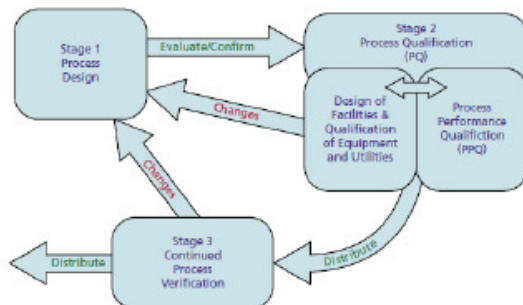 Stage 1
Process
Design
Evaluate/Confirm
Stage 2
Process Qualification
(PQ)
Changes
Design of
Facilities &
Qualification
of Equipment
and Utilities
Process
Performance
Qualifiction
(PPQ)
Changes
Distribute
Stage 3
Continued
Process
Verification
Distribute